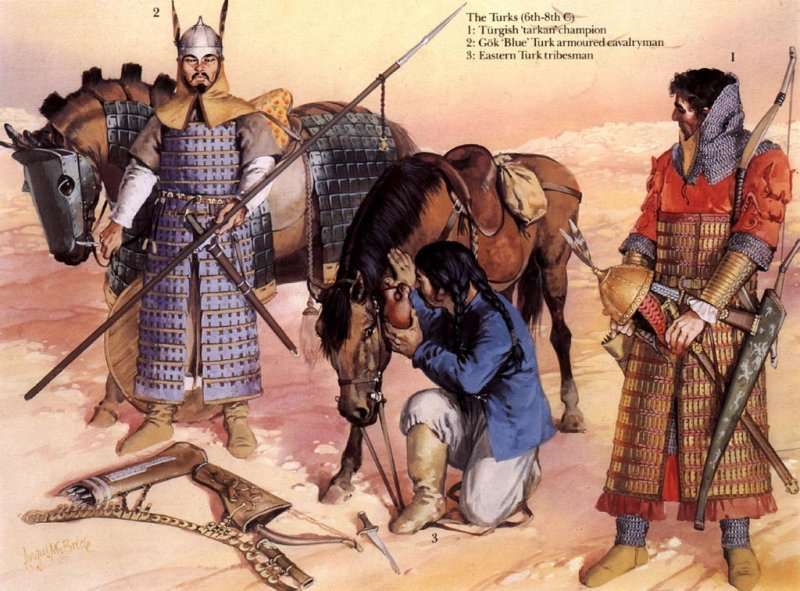 2
The Turks (6th-8th C)
1: Türgish 'tarkan' champion
2: Gök 'Blue' Turk armoured cavalryman
3: Eastern Turk tribesman
1
3
Angus McBride